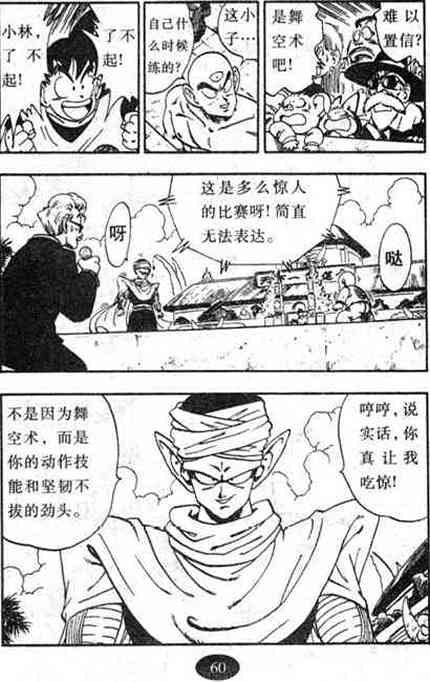 难以
置信?
是舞
空术
吧!
这小
子…
自己什
么时候
练的?
了不
起!
小林,
了不
起!
这是多么惊人
的比赛呀!简直
无法表达。
呀
哒
哼哼,说
实话,你
真让我
吃惊!
不是因为舞
空术,而是
你的动作技
能和坚韧不
拔的劲头。
60